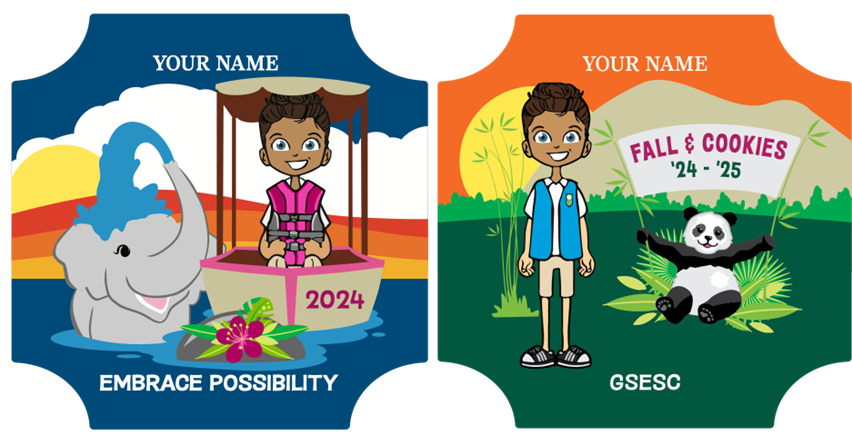 YOUR NAME
2024
EMBRACE POSSIBILITY
YOUR NAME
FALL & COOKIES
'24 - '25
GSESC